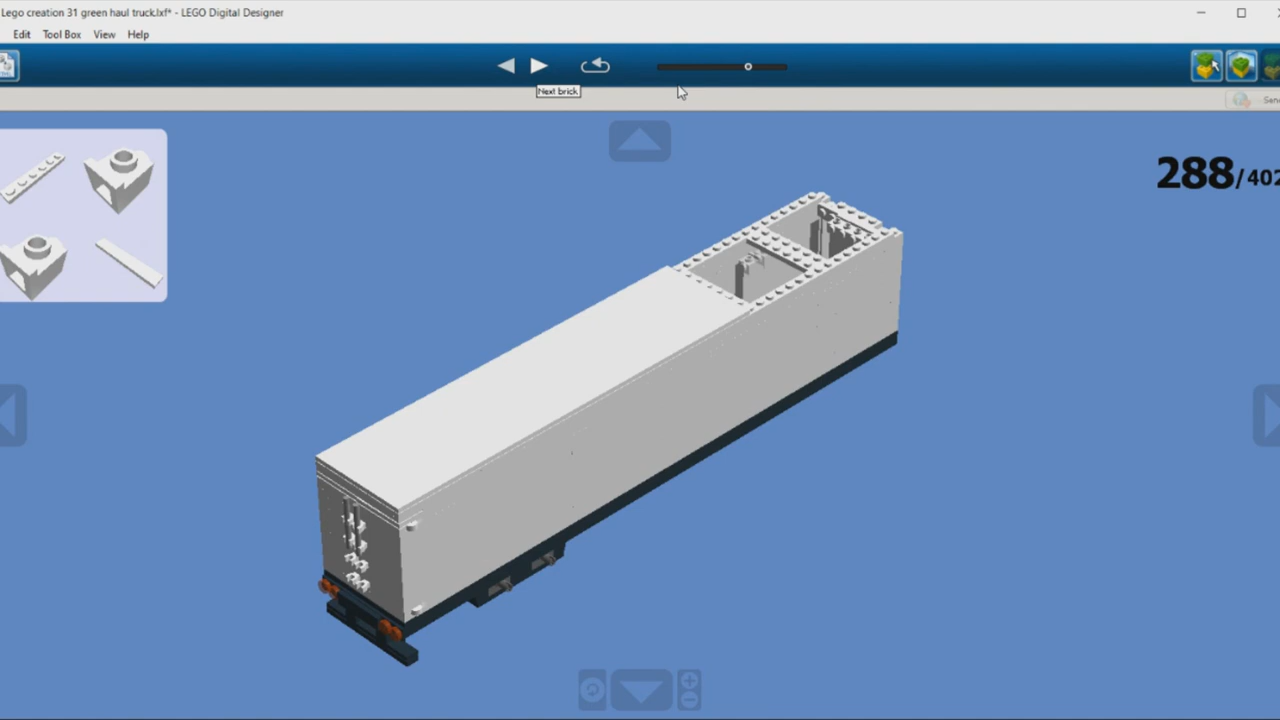 Lego creation 31 green haul truck.lxf* - LEGO Digital Designer
Edit Tool Box View Help
Next brick
Send
288/402